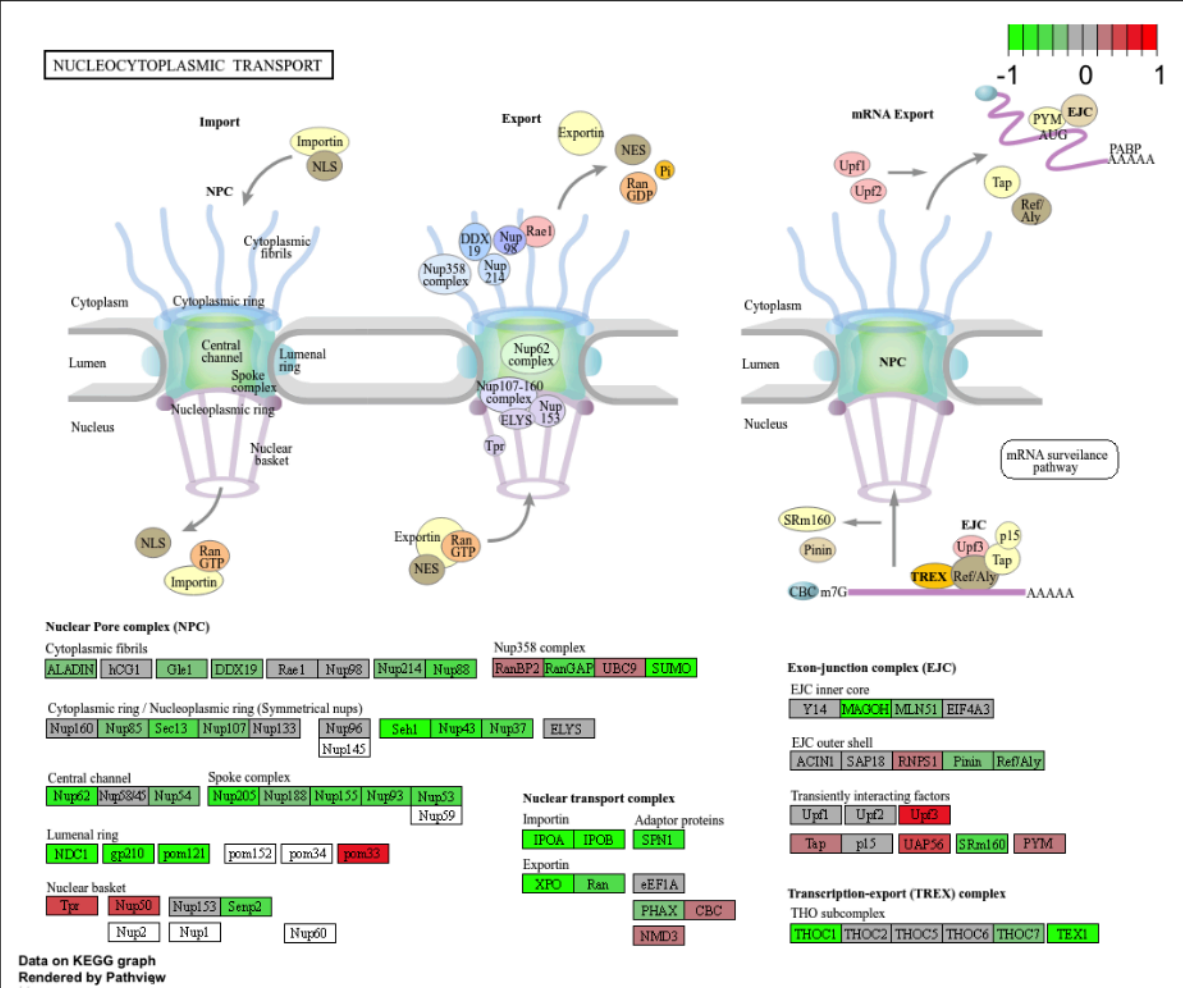 NUCLEOCYTOPLASMIC TRANSPORT
-1 0 1
Import
Importin
NLS
NPC
Cytoplasmic
fibrils
Cytoplasm
Cytoplasmic ring
Central
channel
Lumenal
ring
Lumen
Spoke
complex
Nucleoplasmic ring
Nucleus
Nuclear
basket
NLS
Ran
GTP
Importin
Export
Exportin
NES
Pi
Ran
GDP
DDX
19
Nup
98
Rae1
Nup358
complex
Nup
214
Nup62
complex
Nup107-160
complex
Nup
153
ELYS
Tpr
Exportin
Ran
GTP
NES
mRNA Export
PYM
EJC
AUG
PABP
AAAAA
Upf1
Upf2
Tap
Ref/
Aly
Cytoplasm
Lumen
NPC
Nucleus
mRNA surveilance
pathway
SRm160
Pinin
EJC
p15
Upf3
Tap
TREX
Ref/Aly
CBC m7G
AAAAA
Nuclear Pore complex (NPC)
Cytoplasmic fibrils
ALADIN hCG1 Gle1 DDX19 Rae1 Nup98 Nup214 Nup88
Nup358 complex
RanBP2 RanGAP UBC9 SUMO
Cytoplasmic ring / Nucleoplasmic ring (Symmetrical nups)
Nup160 Nup85 Sec13 Nup107 Nup133 Nup96 Seh1 Nup43 Nup37 ELYS
Nup145
Central channel
Nup62 Nup58/45 Nup54
Spoke complex
Nup205 Nup188 Nup155 Nup93 Nup53
Nup59
Lumenal ring
NDC1 gp210 pom121 pom152 pom34 pom33
Nuclear basket
Tpr Nup50 Nup153 Senp2
Nup2 Nup1 Nup60
Nuclear transport complex
Importin
IPOA IPOB
Adaptor proteins
SPN1
Exportin
XPO Ran eEF1A
PHAX CBC
NMD3
Exon-junction complex (EJC)
EJC inner core
Y14 MAGOH MLN51 EIF4A3
EJC outer shell
ACIN1 SAP18 RNPS1 Pinin Ref/Aly
Transiently interacting factors
Upf1 Upf2 Upf3
Tap p15 UAP56 SRm160 PYM
Transcription-export (TREX) complex
THO subcomplex
THOC1 THOC2 THOC5 THOC6 THOC7 TEX1
Data on KEGG graph
Rendered by Pathview